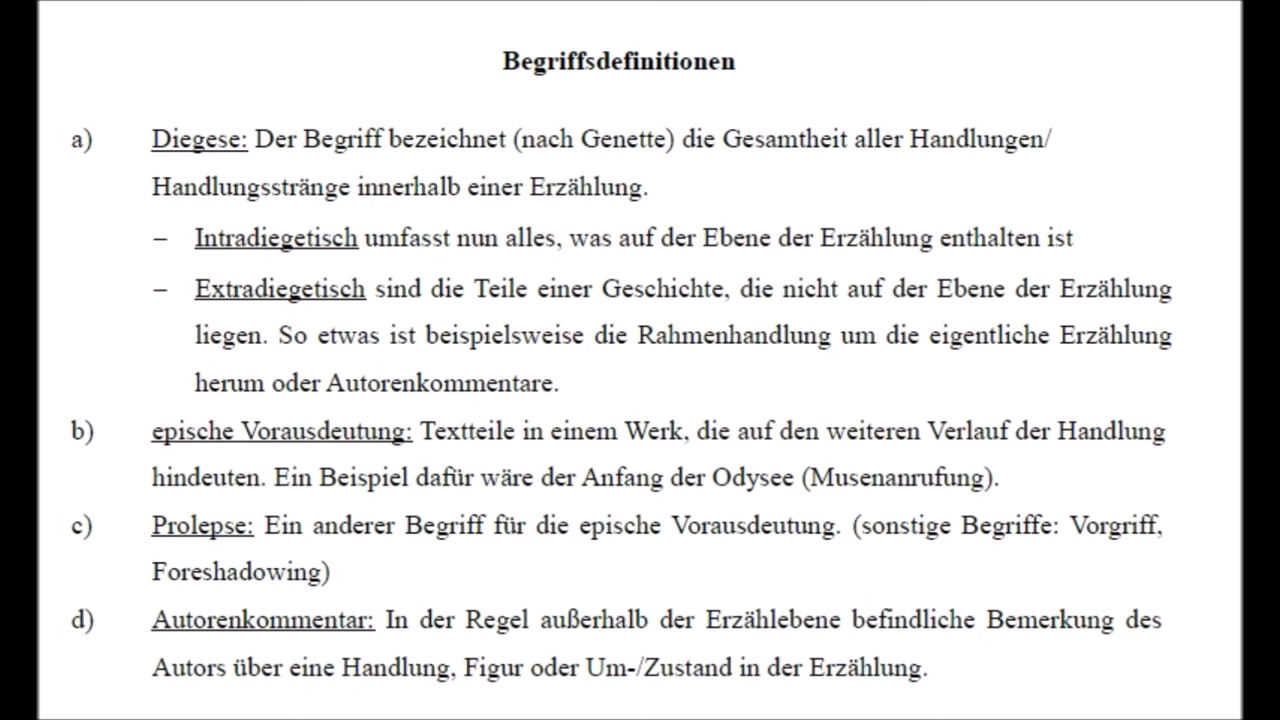 Begriffsdefinitionen
a) Diegese: Der Begriff bezeichnet (nach Genette) die Gesamtheit aller Handlungen/
Handlungsstränge innerhalb einer Erzählung.
– Intradiegetisch umfasst nun alles, was auf der Ebene der Erzählung enthalten ist
– Extradiegetisch sind die Teile einer Geschichte, die nicht auf der Ebene der Erzählung
liegen. So etwas ist beispielsweise die Rahmenhandlung um die eigentliche Erzählung
herum oder Autorenkommentare.
b) epische Vorausdeutung: Textteile in einem Werk, die auf den weiteren Verlauf der Handlung
hindeuten. Ein Beispiel dafür wäre der Anfang der Odysee (Musenanrufung).
c) Prolepse: Ein anderer Begriff für die epische Vorausdeutung. (sonstige Begriffe: Vorgriff,
Foreshadowing)
d) Autorenkommentar: In der Regel außerhalb der Erzählebene befindliche Bemerkung des
Autors über eine Handlung, Figur oder Um-/Zustand in der Erzählung.